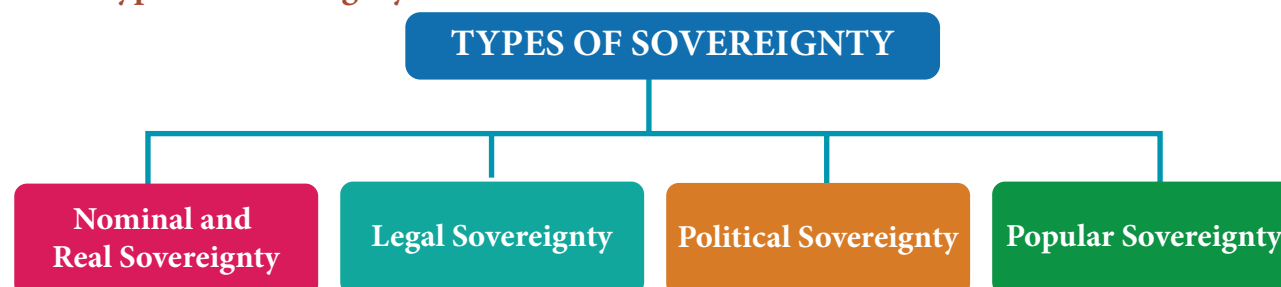 TYPES OF SOVEREIGNTY
Nominal and
Real Sovereignty
Legal Sovereignty
Political Sovereignty
Popular Sovereignty